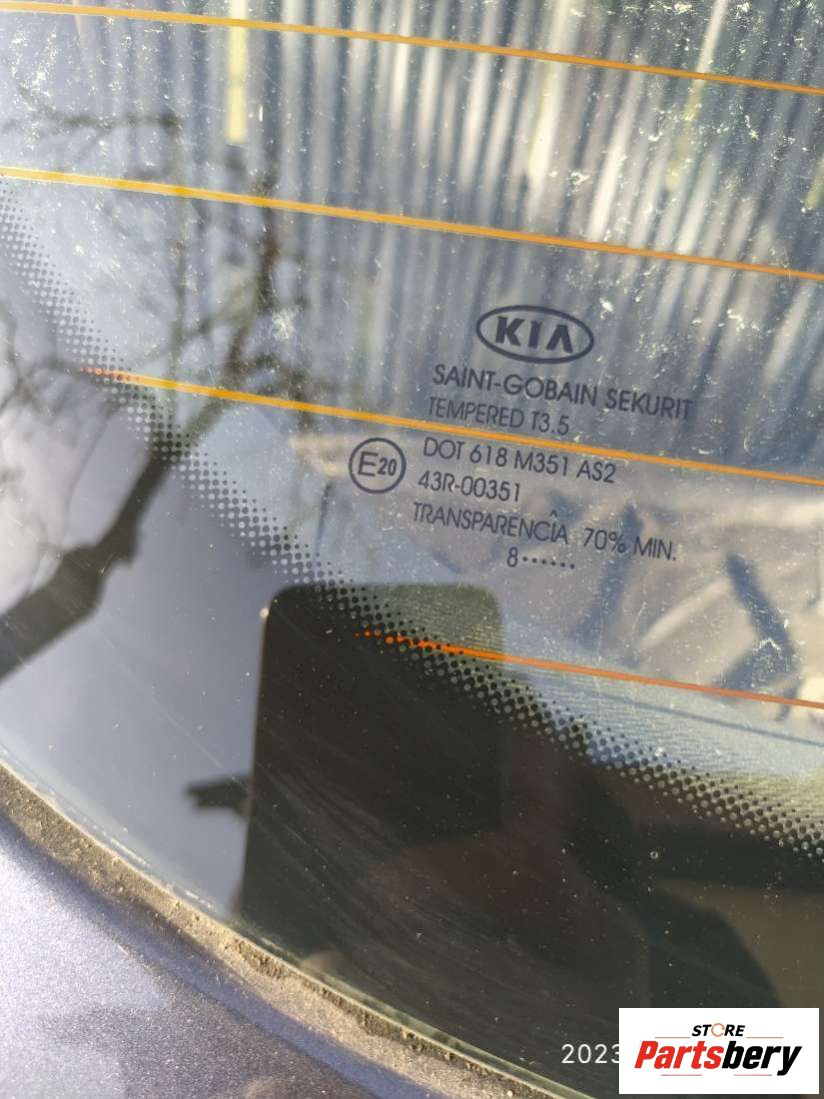 KIA
SAINT-GOBAIN SEKURIT
TEMPERED T3.5
E20
DOT 618 M351 AS2
43R-00351
TRANSPARENCÎA 70% MIN.
8······
2023
STORE
Partsbery